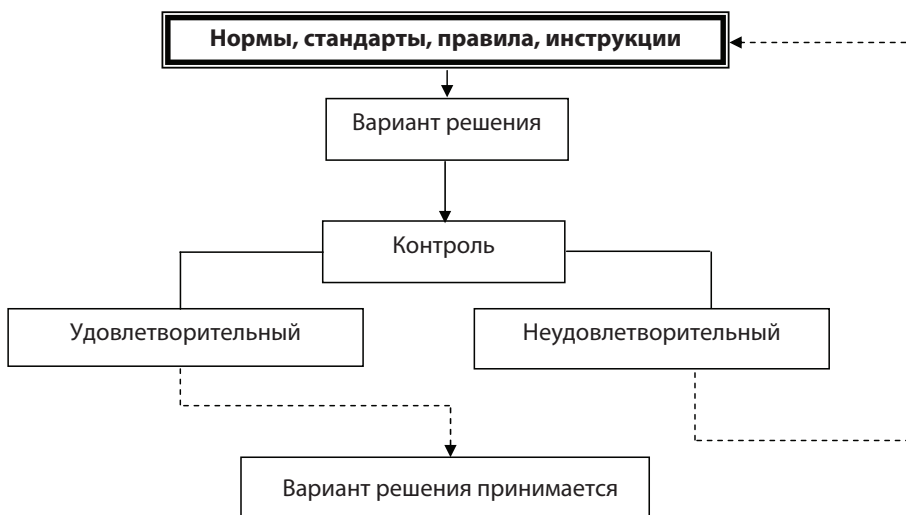 Нормы, стандарты, правила, инструкции
Вариант решения
Контроль
Удовлетворительный
Неудовлетворительный
Вариант решения принимается